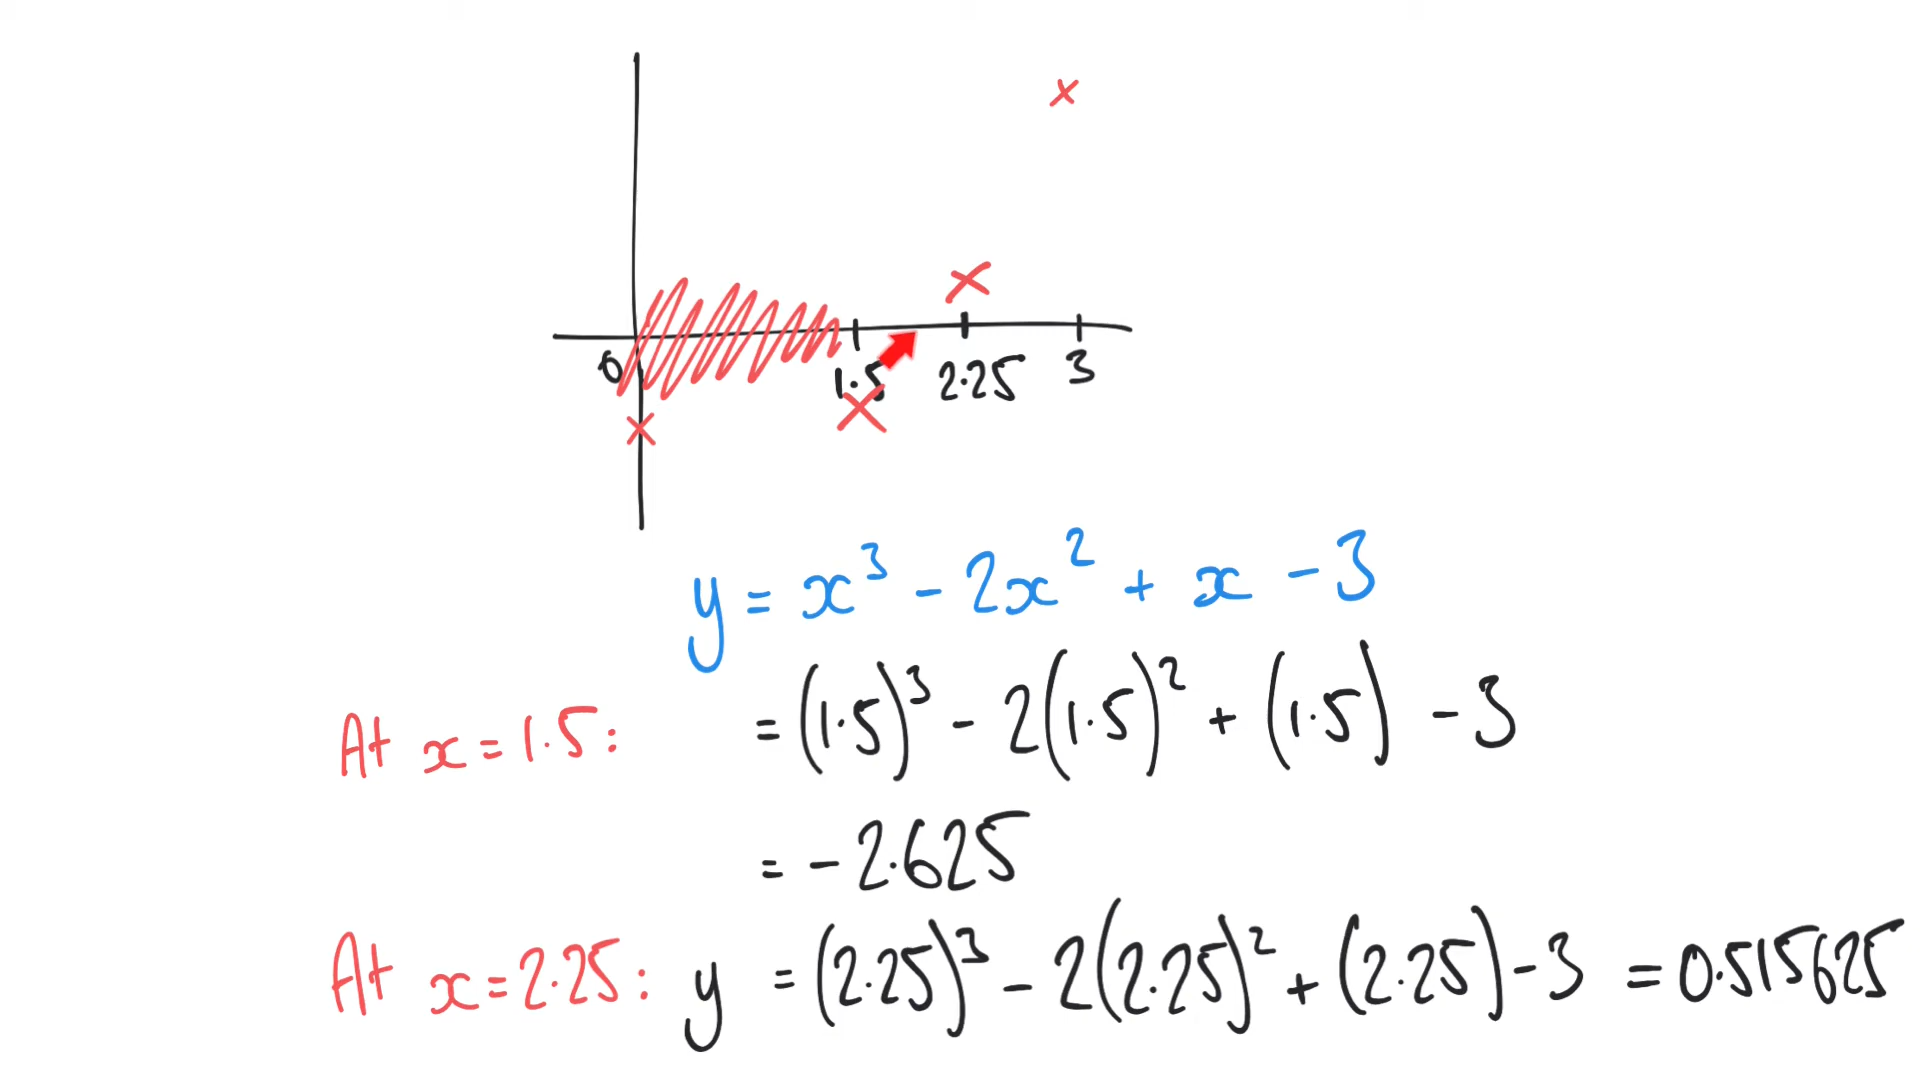 0 1.5 2.25 3
y = x³ - 2x² + x - 3
At x = 1.5: = (1.5)³ - 2(1.5)² + (1.5) - 3
= - 2.625
At x = 2.25: y = (2.25)³ - 2(2.25)² + (2.25) - 3 = 0.515625